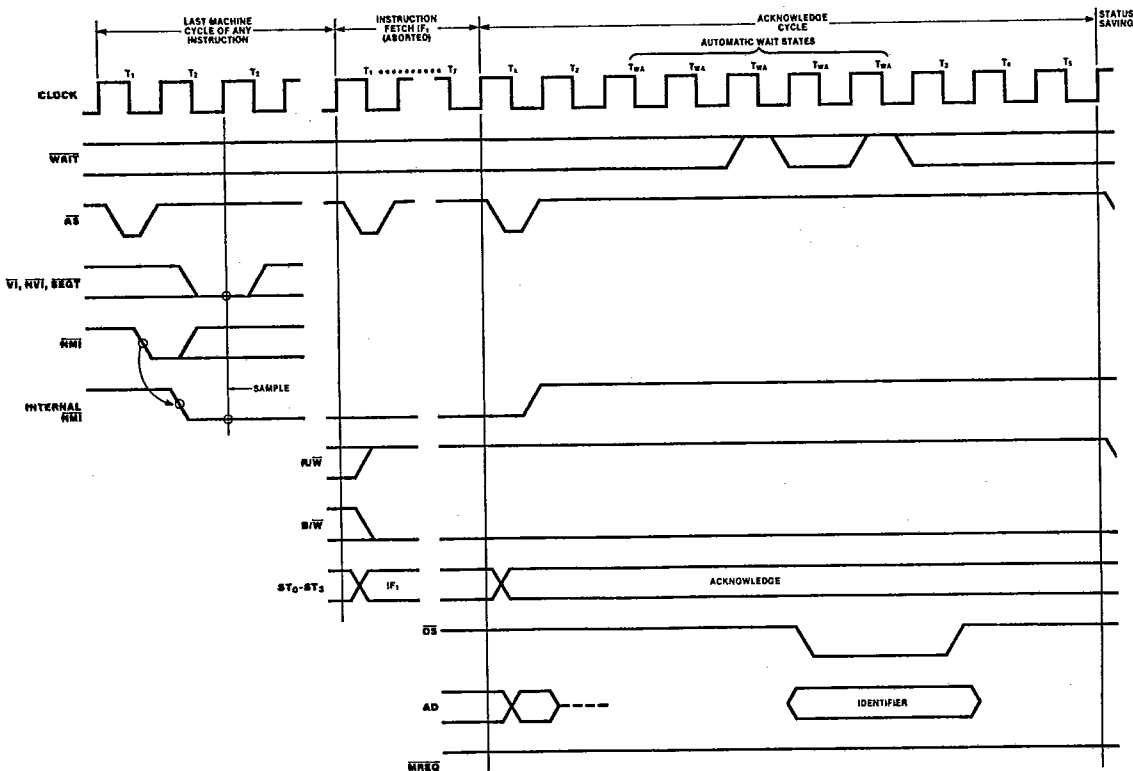 LAST MACHINE
CYCLE OF ANY
INSTRUCTION
INSTRUCTION
FETCH IF₁
(ABORTED)
ACKNOWLEDGE
CYCLE
STATUS
SAVING
AUTOMATIC WAIT STATES
T₁ T₂ T₃ T₁ T₂ TWA TWA TWA TWA TWA T₃ T₄ T₅
CLOCK
WAIT
AS
VI, NVI, SEGT
NMI
SAMPLE
INTERNAL
NMI
R/W
B/W
ST₀-ST₃ IF₁ ACKNOWLEDGE
DS
AD IDENTIFIER
MREQ